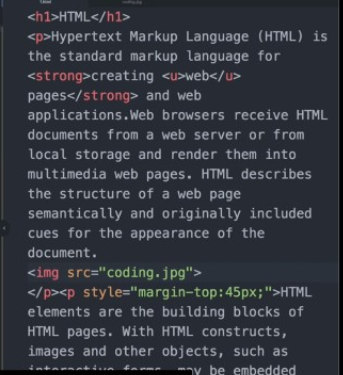 <h1>HTML</h1>
<p>Hypertext Markup Language (HTML) is
the standard markup language for
<strong>creating <u>web</u>
pages</strong> and web
applications.Web browsers receive HTML
documents from a web server or from
local storage and render them into
multimedia web pages. HTML describes
the structure of a web page
semantically and originally included
cues for the appearance of the
document.
<img src="coding.jpg">
</p><p style="margin-top:45px;">HTML
elements are the building blocks of
HTML pages. With HTML constructs,
images and other objects, such as
interactive forms, may be embedded